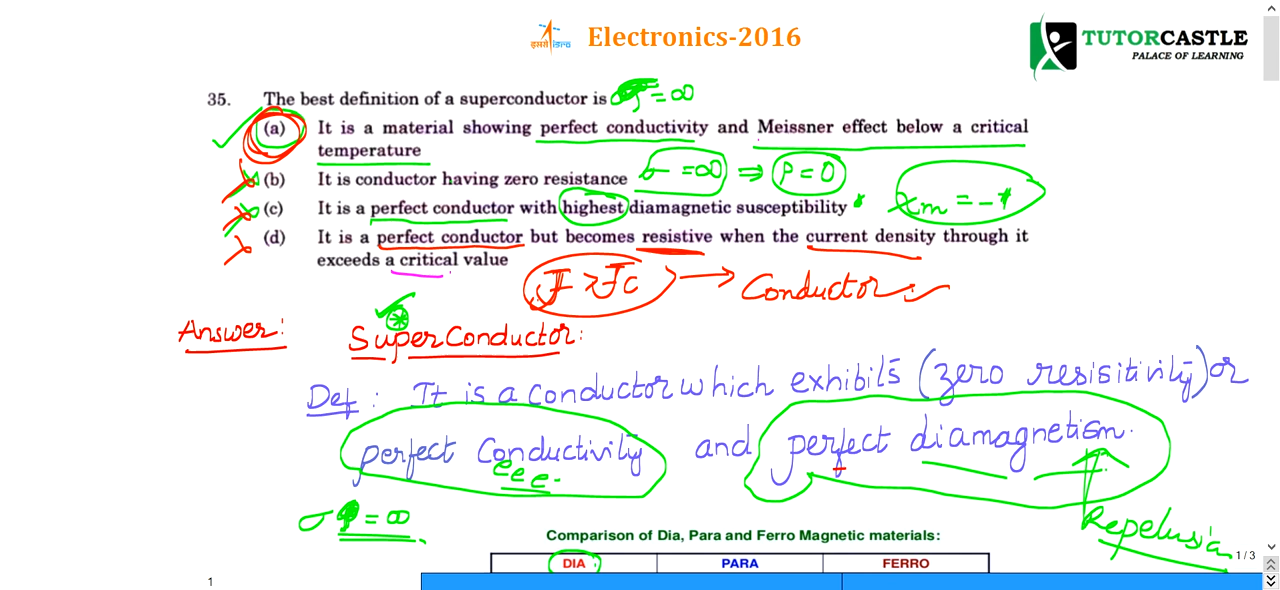 इसरो isro
Electronics-2016
TUTORCASTLE
PALACE OF LEARNING
35. The best definition of a superconductor is = ∞
(a) It is a material showing perfect conductivity and Meissner effect below a critical
temperature
(b) It is conductor having zero resistance σ = ∞ ⇒ ρ = 0
(c) It is a perfect conductor with highest diamagnetic susceptibility χm = -1
(d) It is a perfect conductor but becomes resistive when the current density through it
exceeds a critical value
J > Jc → Conductor
Answer: SuperConductor:
Def: It is a conductor which exhibits (zero resisitivity) or
perfect Conductivity and perfect diamagnetism.
e e e
σ = ∞
Repelusion
Comparison of Dia, Para and Ferro Magnetic materials:
DIA PARA FERRO
1/3
1